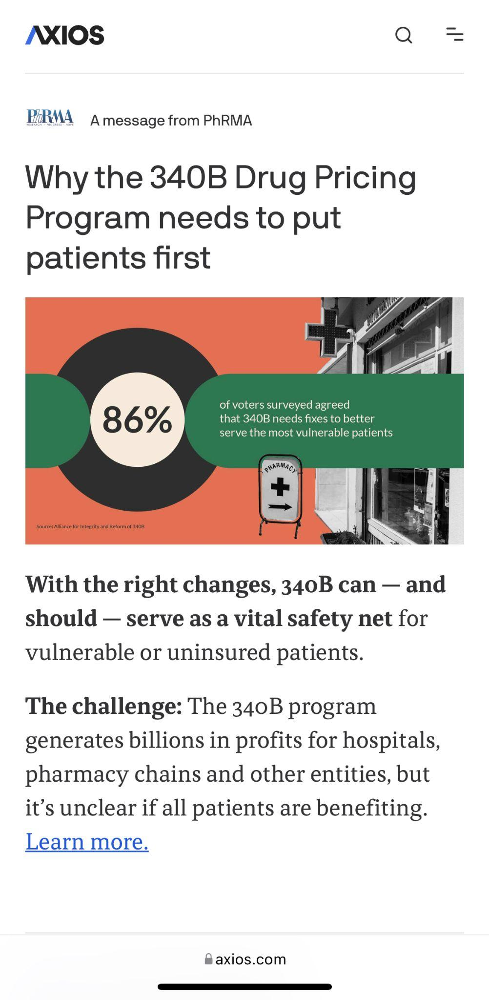 AXIOS
PhRMA
RESEARCH • PROGRESS • HOPE
A message from PhRMA
Why the 340B Drug Pricing
Program needs to put
patients first
86%
of voters surveyed agreed
that 340B needs fixes to better
serve the most vulnerable patients
PHARMACY
Source: Alliance for Integrity and Reform of 340B
With the right changes, 340B can — and
should — serve as a vital safety net for
vulnerable or uninsured patients.
The challenge: The 340B program
generates billions in profits for hospitals,
pharmacy chains and other entities, but
it’s unclear if all patients are benefiting.
Learn more.
axios.com